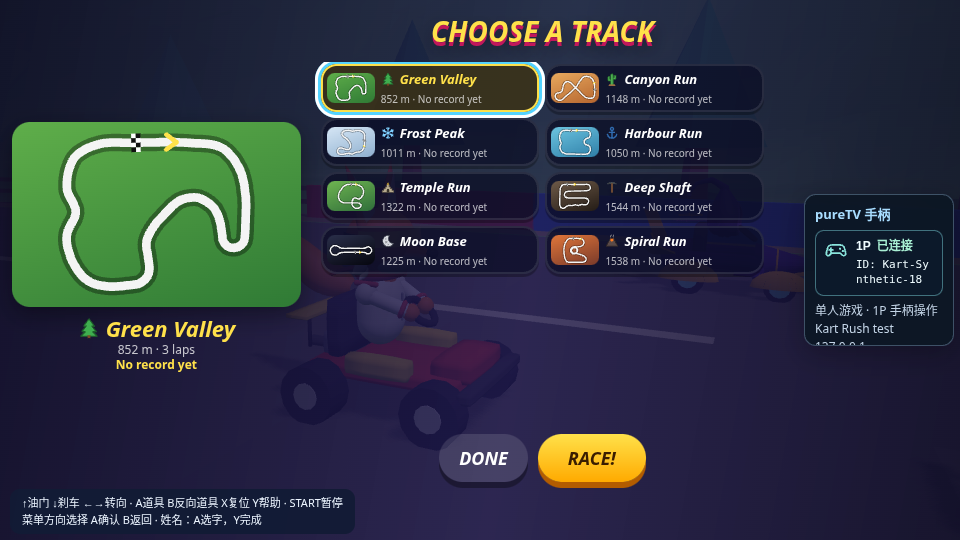 CHOOSE A TRACK
Green Valley
852 m · No record yet
Canyon Run
1148 m · No record yet
Frost Peak
1011 m · No record yet
Harbour Run
1050 m · No record yet
Temple Run
1322 m · No record yet
Deep Shaft
1544 m · No record yet
Moon Base
1225 m · No record yet
Spiral Run
1538 m · No record yet
Green Valley
852 m · 3 laps
No record yet
pureTV 手柄
1P 已连接
ID: Kart-Sy
nthetic-18
单人游戏 · 1P 手柄操作
Kart Rush test
127.0.0.1
DONE
RACE!
↑油门 ↓刹车 ←→转向 · A道具 B反向道具 X复位 Y帮助 · START暂停
菜单方向选择 A确认 B返回 · 姓名：A选字，Y完成